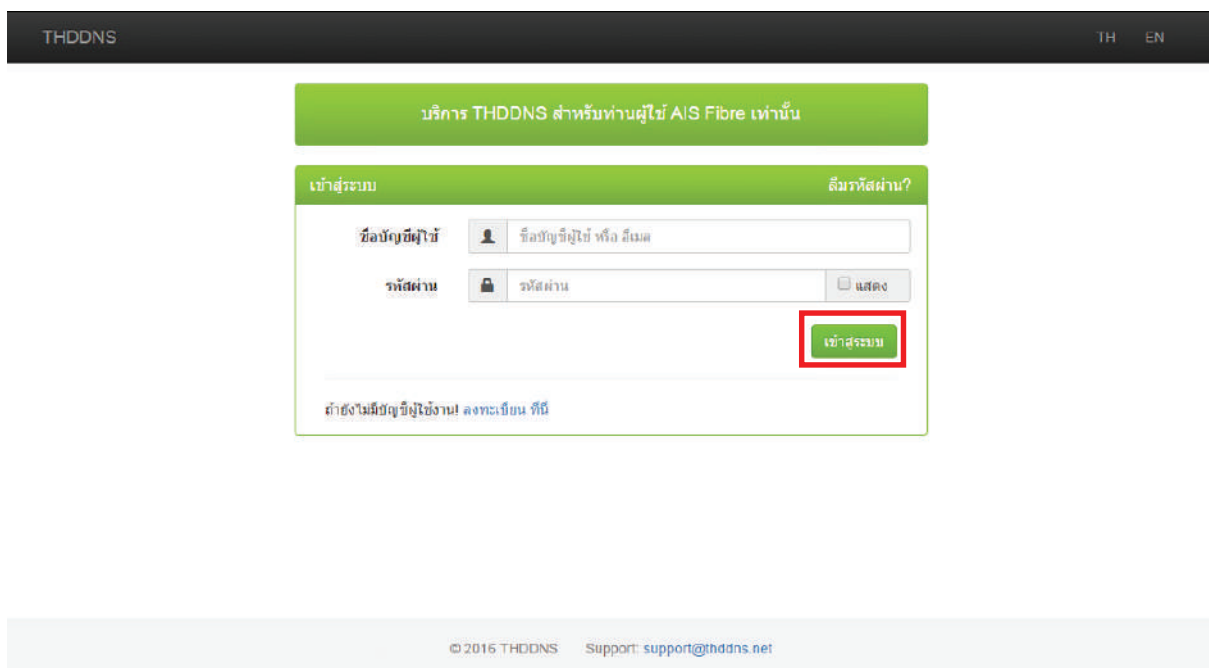 THDDNS TH EN
บริการ THDDNS สำหรับท่านผู้ใช้ AIS Fibre เท่านั้น
เข้าสู่ระบบ ลืมรหัสผ่าน?
ชื่อบัญชีผู้ใช้ ชื่อบัญชีผู้ใช้ หรือ อีเมล
รหัสผ่าน รหัสผ่าน แสดง
เข้าสู่ระบบ
ถ้ายังไม่มีบัญชีผู้ใช้งาน! ลงทะเบียน ที่นี่
© 2016 THDDNS Support: support@thddns.net